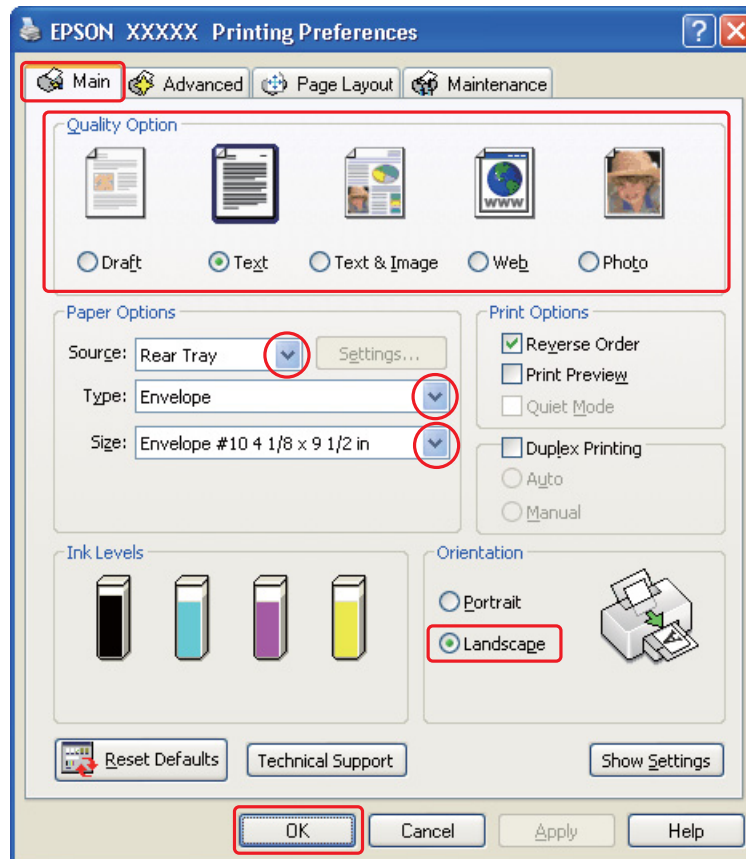 EPSON XXXXX Printing Preferences
Main Advanced Page Layout Maintenance
Quality Option
www
Draft Text Text & Image Web Photo
Paper Options
Source: Rear Tray Settings...
Type: Envelope
Size: Envelope #10 4 1/8 x 9 1/2 in
Print Options
Reverse Order
Print Preview
Quiet Mode
Duplex Printing
Auto
Manual
Ink Levels
Orientation
Portrait
Landscape
A
Reset Defaults Technical Support Show Settings
OK Cancel Apply Help